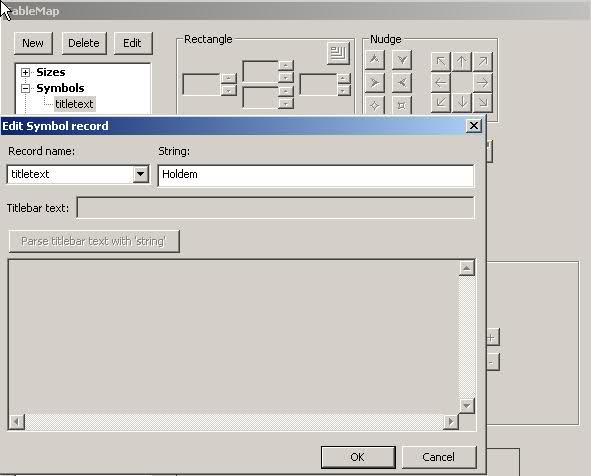 TableMap
New Delete Edit
Rectangle
Nudge
Sizes
Symbols
titletext
Edit Symbol record
Record name: String:
titletext Holdem
Titlebar text:
Parse titlebar text with 'string'
+
-
OK Cancel